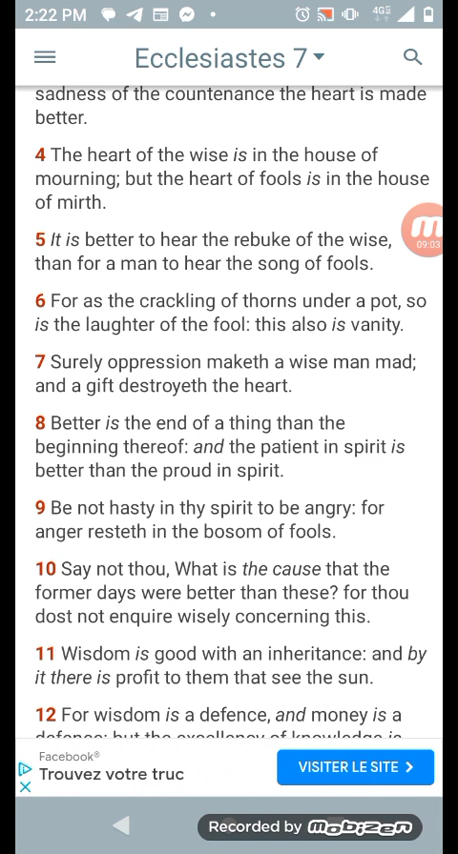 2:22 PM
4GE
Ecclesiastes 7
sadness of the countenance the heart is made
better.
4 The heart of the wise is in the house of
mourning; but the heart of fools is in the house
of mirth.
5 It is better to hear the rebuke of the wise,
than for a man to hear the song of fools.
09:03
6 For as the crackling of thorns under a pot, so
is the laughter of the fool: this also is vanity.
7 Surely oppression maketh a wise man mad;
and a gift destroyeth the heart.
8 Better is the end of a thing than the
beginning thereof: and the patient in spirit is
better than the proud in spirit.
9 Be not hasty in thy spirit to be angry: for
anger resteth in the bosom of fools.
10 Say not thou, What is the cause that the
former days were better than these? for thou
dost not enquire wisely concerning this.
11 Wisdom is good with an inheritance: and by
it there is profit to them that see the sun.
12 For wisdom is a defence, and money is a
defence: but the excellency of knowledge is
Facebook®
Trouvez votre truc
VISITER LE SITE
Recorded by mobizen